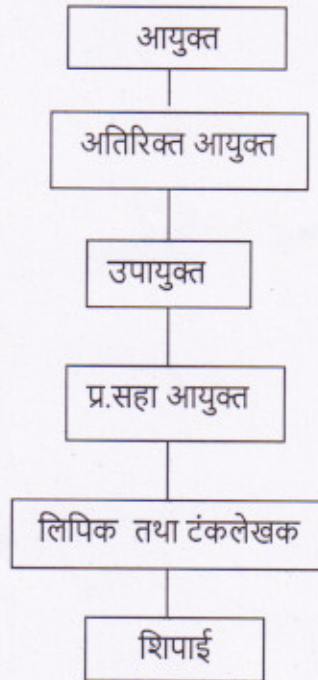 आयुक्त
अतिरिक्त आयुक्त
उपायुक्त
प्र.सहा आयुक्त
लिपिक तथा टंकलेखक
शिपाई